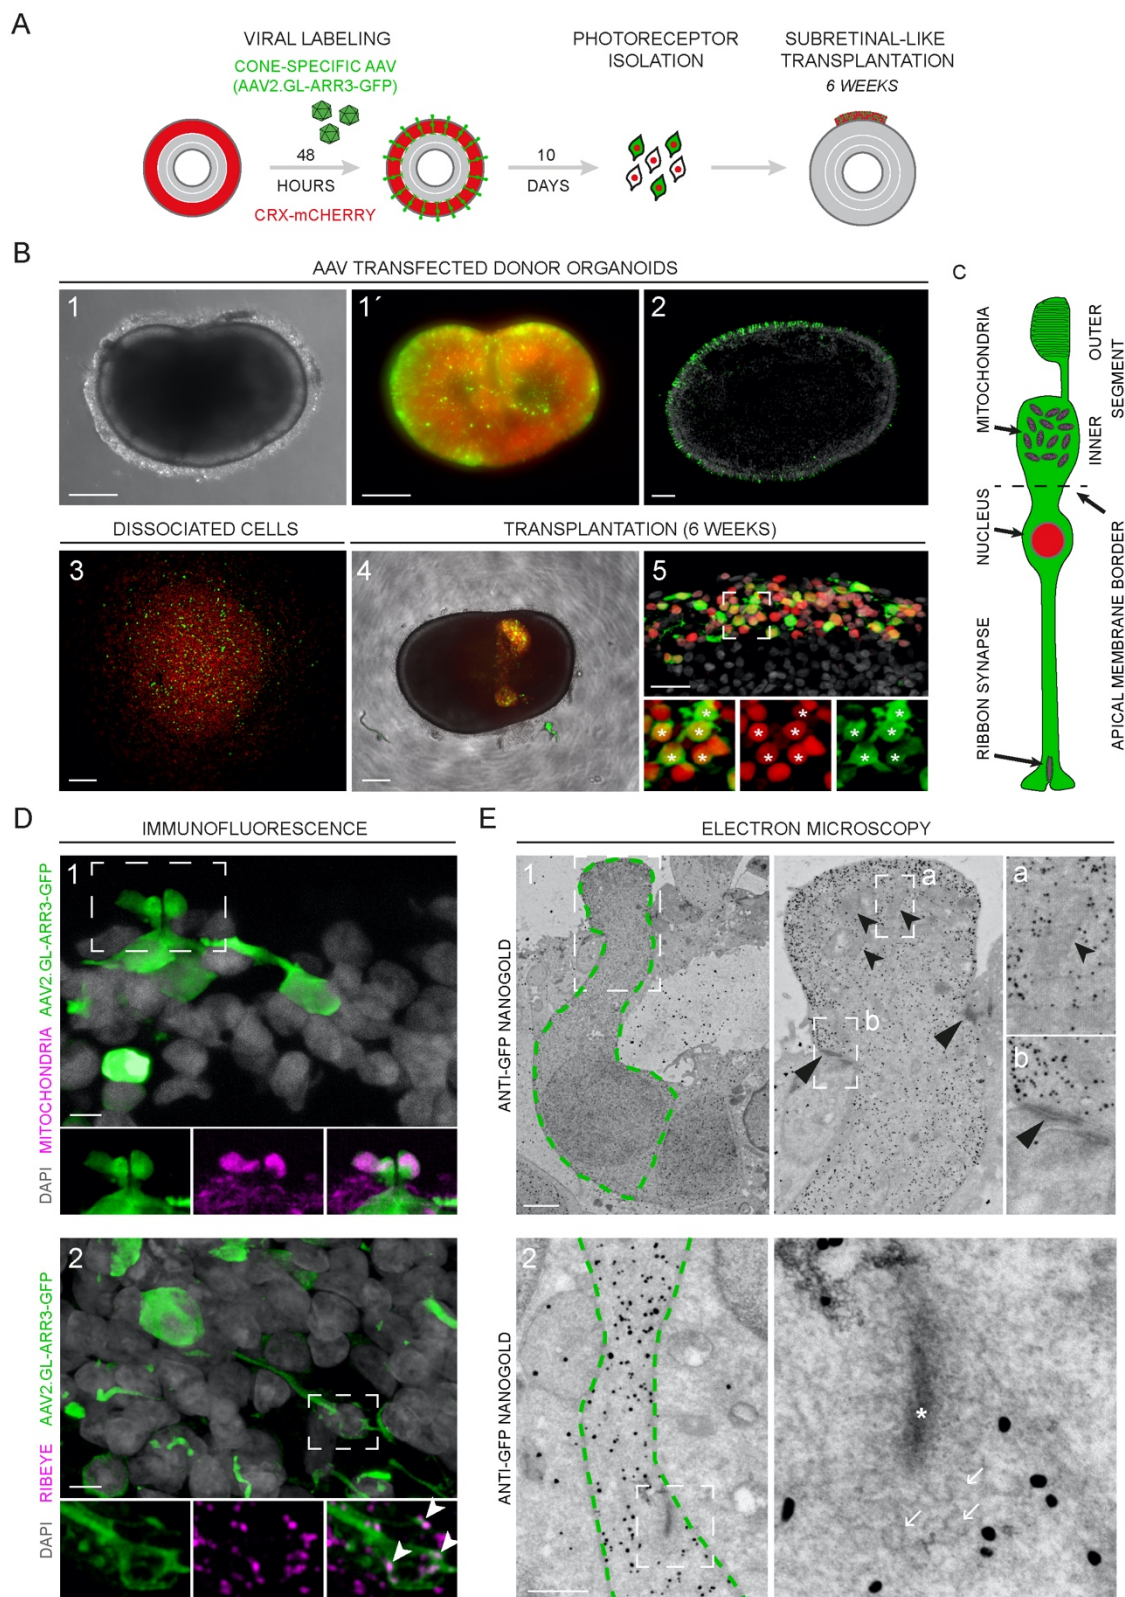 A
VIRAL LABELING
CONE-SPECIFIC AAV
(AAV2.GL-ARR3-GFP)
48
HOURS
CRX-mCHERRY
10
DAYS
PHOTORECEPTOR
ISOLATION
SUBRETINAL-LIKE
TRANSPLANTATION
6 WEEKS
B
AAV TRANSFECTED DONOR ORGANOIDS
1
1´
2
DISSOCIATED CELLS
3
TRANSPLANTATION (6 WEEKS)
4
5
* * * * *
* * * * *
* * * * *
C
MITOCHONDRIA
NUCLEUS
RIBBON SYNAPSE
OUTER
SEGMENT
INNER
APICAL MEMBRANE BORDER
D
IMMUNOFLUORESCENCE
1
DAPI MITOCHONDRIA AAV2.GL-ARR3-GFP
2
DAPI RIBEYE AAV2.GL-ARR3-GFP
E
ELECTRON MICROSCOPY
1
ANTI-GFP NANOGOLD
a
b
a
b
2
ANTI-GFP NANOGOLD
*